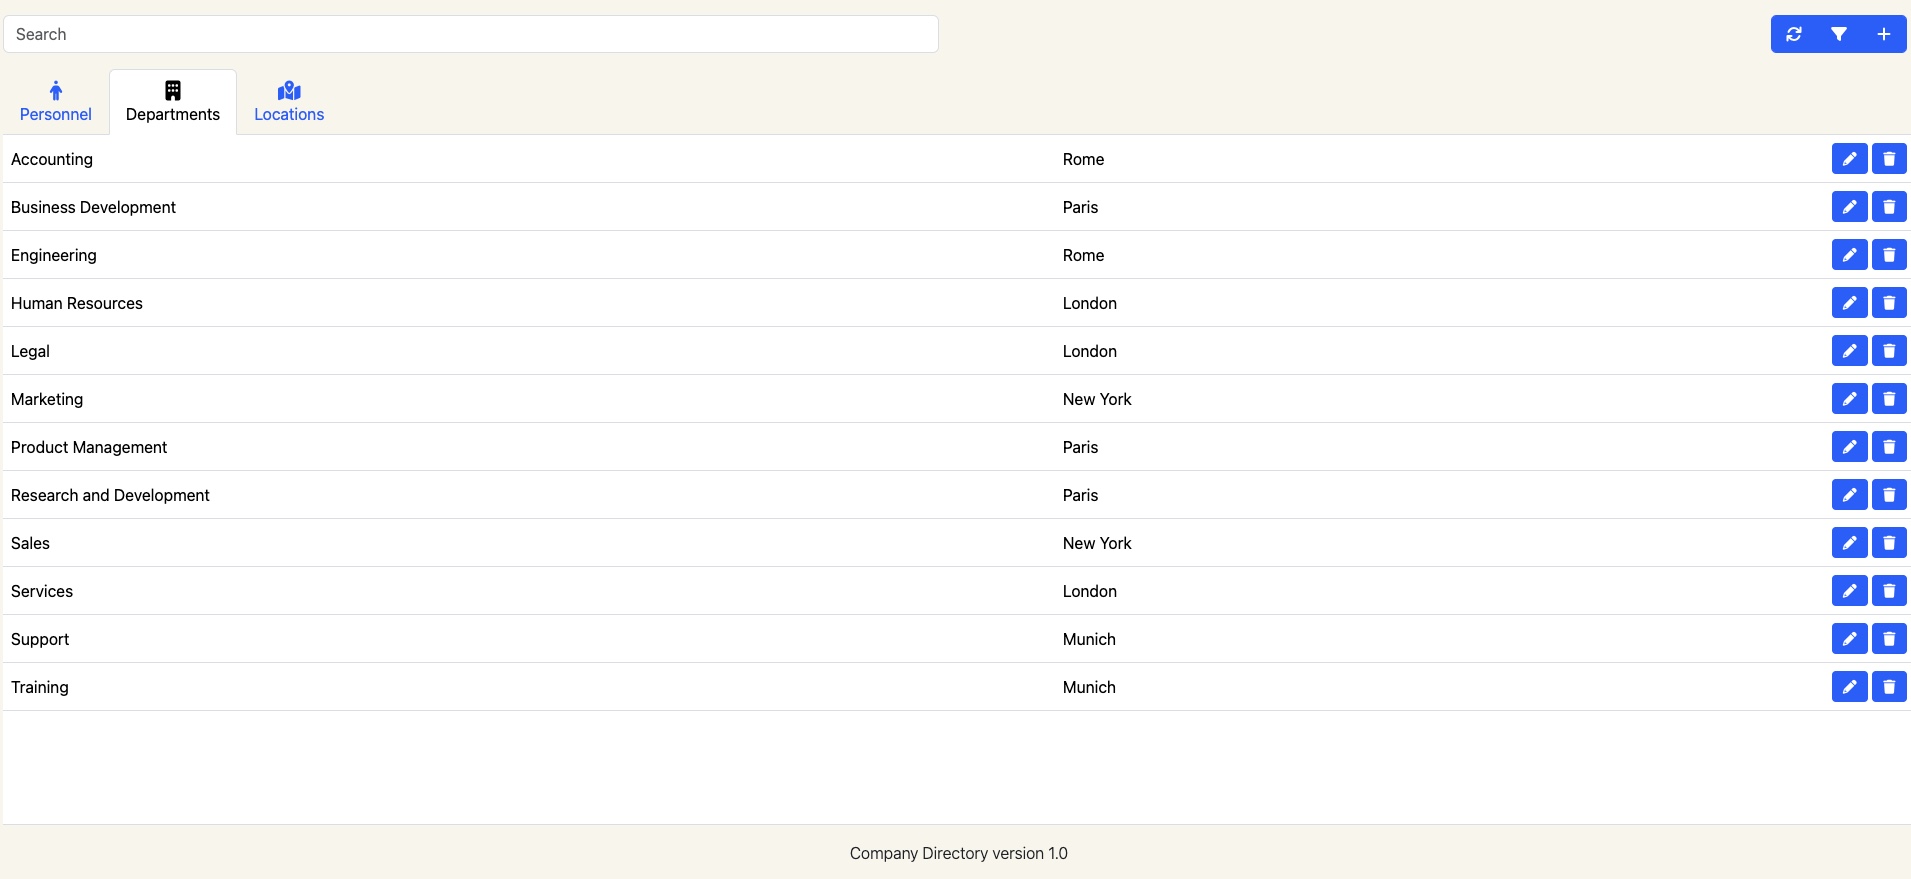 Search
Personnel Departments Locations
Accounting Rome
Business Development Paris
Engineering Rome
Human Resources London
Legal London
Marketing New York
Product Management Paris
Research and Development Paris
Sales New York
Services London
Support Munich
Training Munich
Company Directory version 1.0